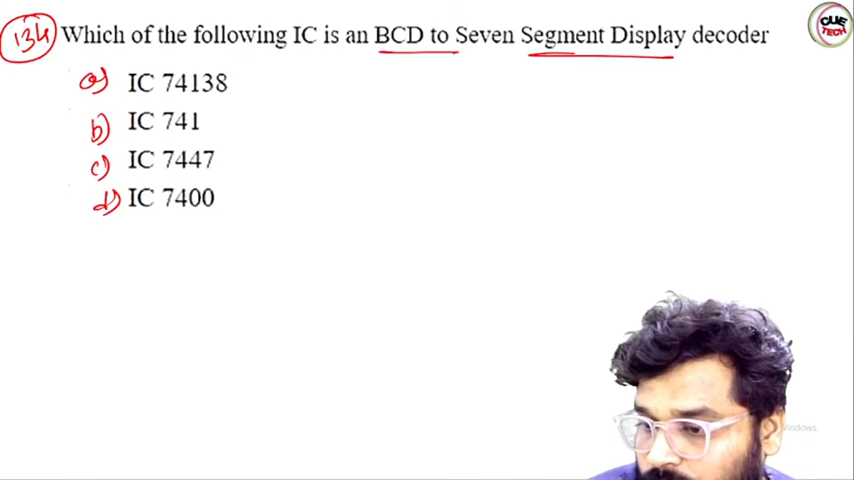 134 Which of the following IC is an BCD to Seven Segment Display decoder
a) IC 74138
b) IC 741
c) IC 7447
d) IC 7400
CUE
TECH
Windows.